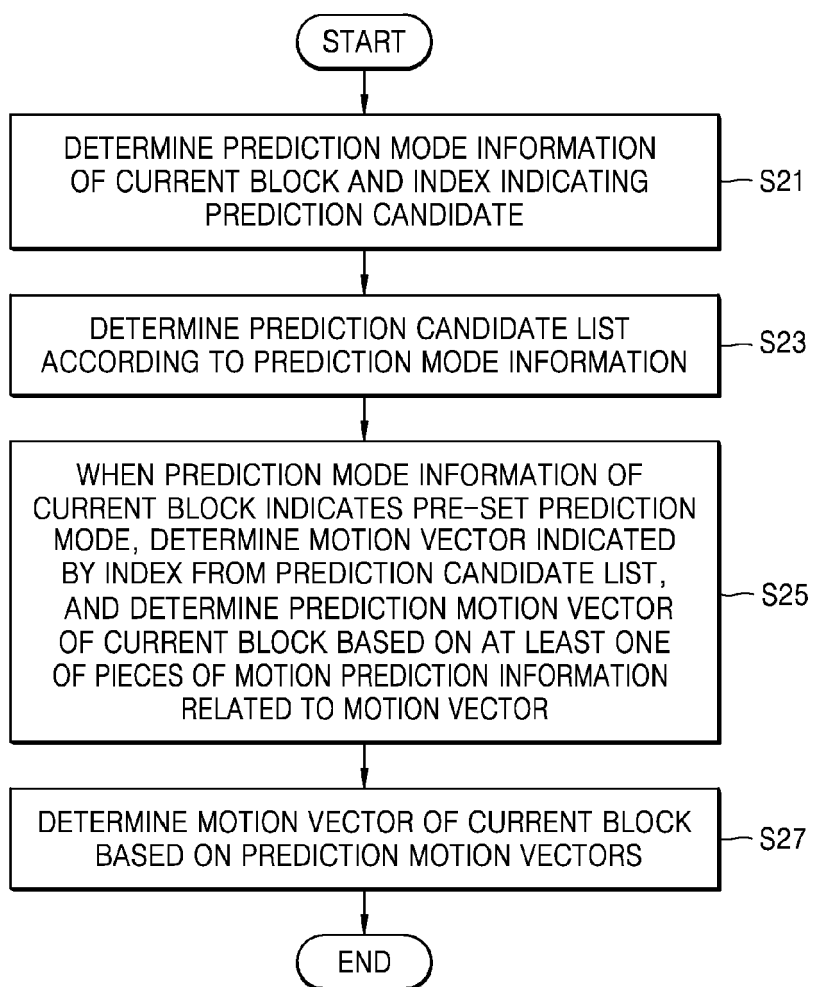 START
DETERMINE PREDICTION MODE INFORMATION
OF CURRENT BLOCK AND INDEX INDICATING
PREDICTION CANDIDATE
S21
DETERMINE PREDICTION CANDIDATE LIST
ACCORDING TO PREDICTION MODE INFORMATION
S23
WHEN PREDICTION MODE INFORMATION OF
CURRENT BLOCK INDICATES PRE-SET PREDICTION
MODE, DETERMINE MOTION VECTOR INDICATED
BY INDEX FROM PREDICTION CANDIDATE LIST,
AND DETERMINE PREDICTION MOTION VECTOR
OF CURRENT BLOCK BASED ON AT LEAST ONE
OF PIECES OF MOTION PREDICTION INFORMATION
RELATED TO MOTION VECTOR
S25
DETERMINE MOTION VECTOR OF CURRENT BLOCK
BASED ON PREDICTION MOTION VECTORS
S27
END